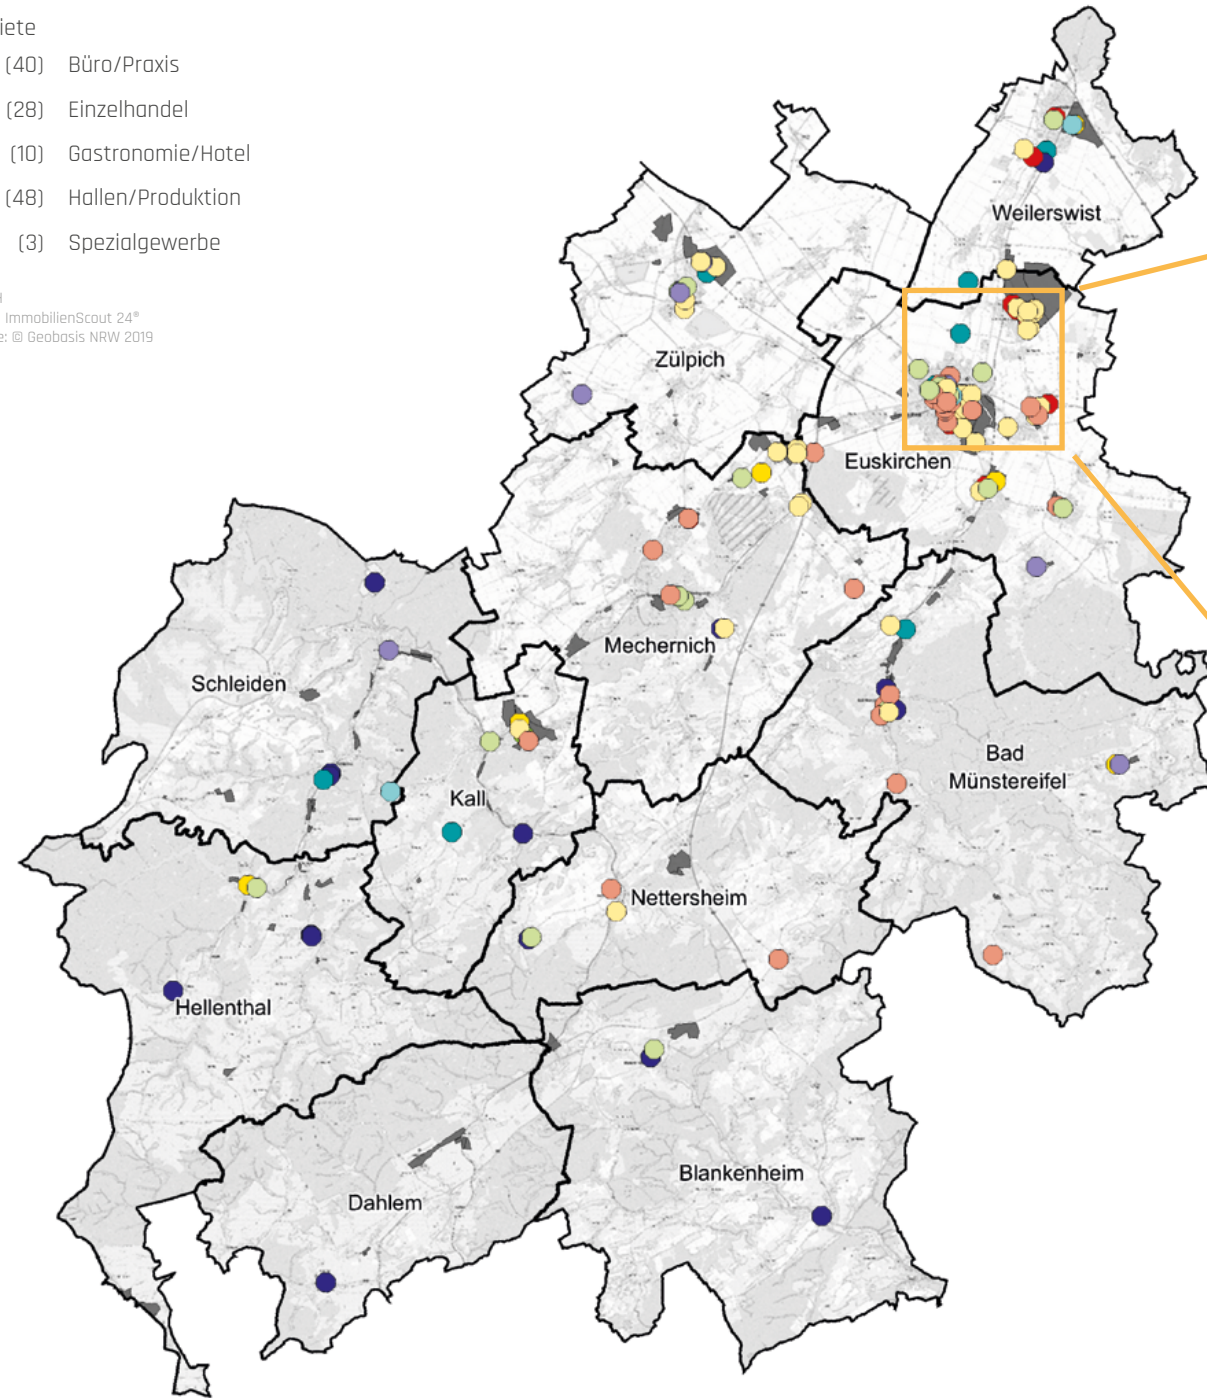 iete
(40) Büro/Praxis
(28) Einzelhandel
(10) Gastronomie/Hotel
(48) Hallen/Produktion
(3) Spezialgewerbe
ImmobilienScout 24®
e: © Geobasis NRW 2019
Weilerswist
Zülpich
Euskirchen
Mechernich
Schleiden
Bad
Münstereifel
Kall
Nettersheim
Hellenthal
Blankenheim
Dahlem